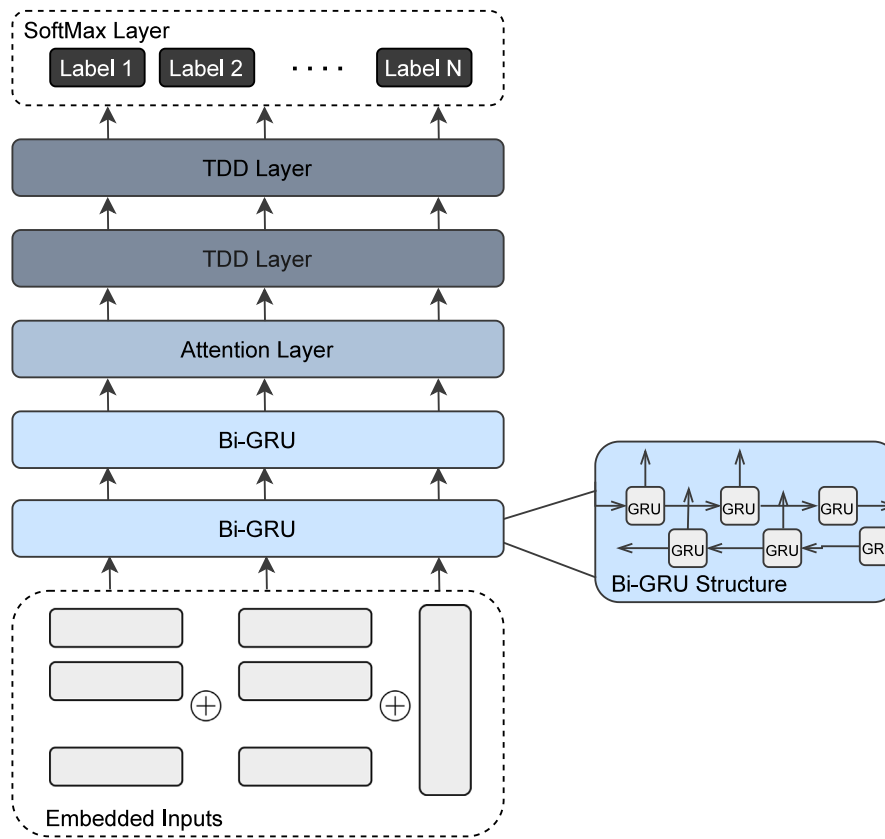 SoftMax Layer
Label 1 Label 2 . . . . Label N
TDD Layer
TDD Layer
Attention Layer
Bi-GRU
Bi-GRU
GRU GRU GRU
GRU GRU GR
Bi-GRU Structure
Embedded Inputs